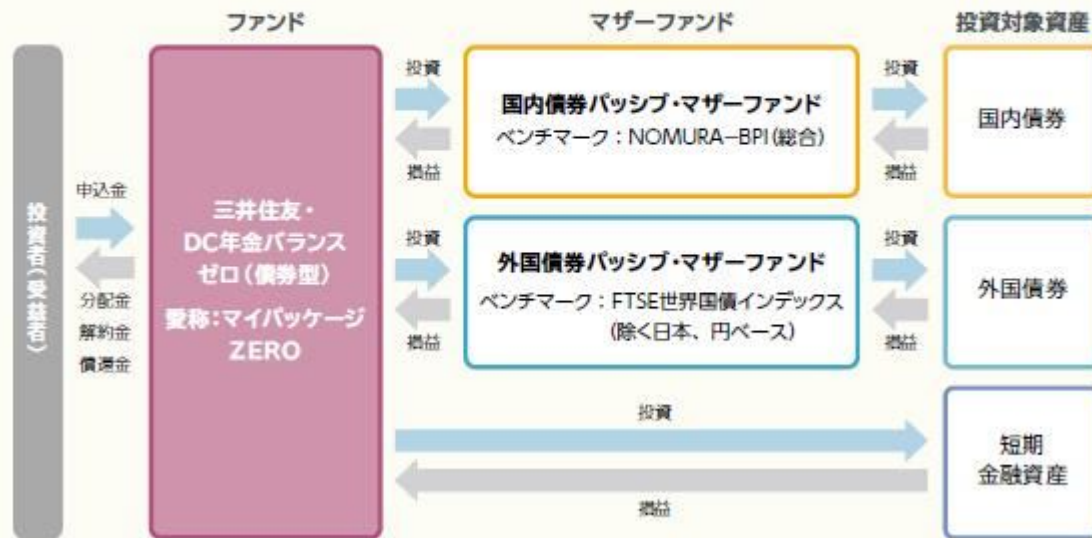 ファンド
マザーファンド
投資対象資産
投資者(受益者)
申込金
分配金
解約金
償還金
三井住友・
DC年金バランス
ゼロ(債券型)
愛称:マイパッケージ
ZERO
投資
損益
国内債券パッシブ・マザーファンド
ベンチマーク:NOMURA-BPI(総合)
投資
損益
国内債券
投資
損益
外国債券パッシブ・マザーファンド
ベンチマーク:FTSE世界国債インデックス
(除く日本、円ベース)
投資
損益
外国債券
投資
損益
短期
金融資産